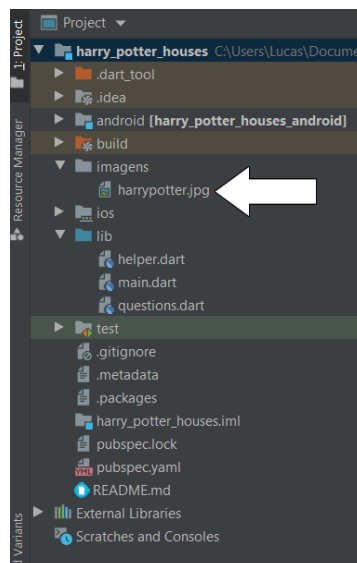 Project
harry_potter_houses C:\Users\Lucas\Docume
.dart_tool
.idea
android [harry_potter_houses_android]
build
imagens
harrypotter.jpg
ios
lib
helper.dart
main.dart
questions.dart
test
.gitignore
.metadata
.packages
harry_potter_houses.iml
pubspec.lock
pubspec.yaml
README.md
External Libraries
Scratches and Consoles
1: Project
Resource Manager
d Variants